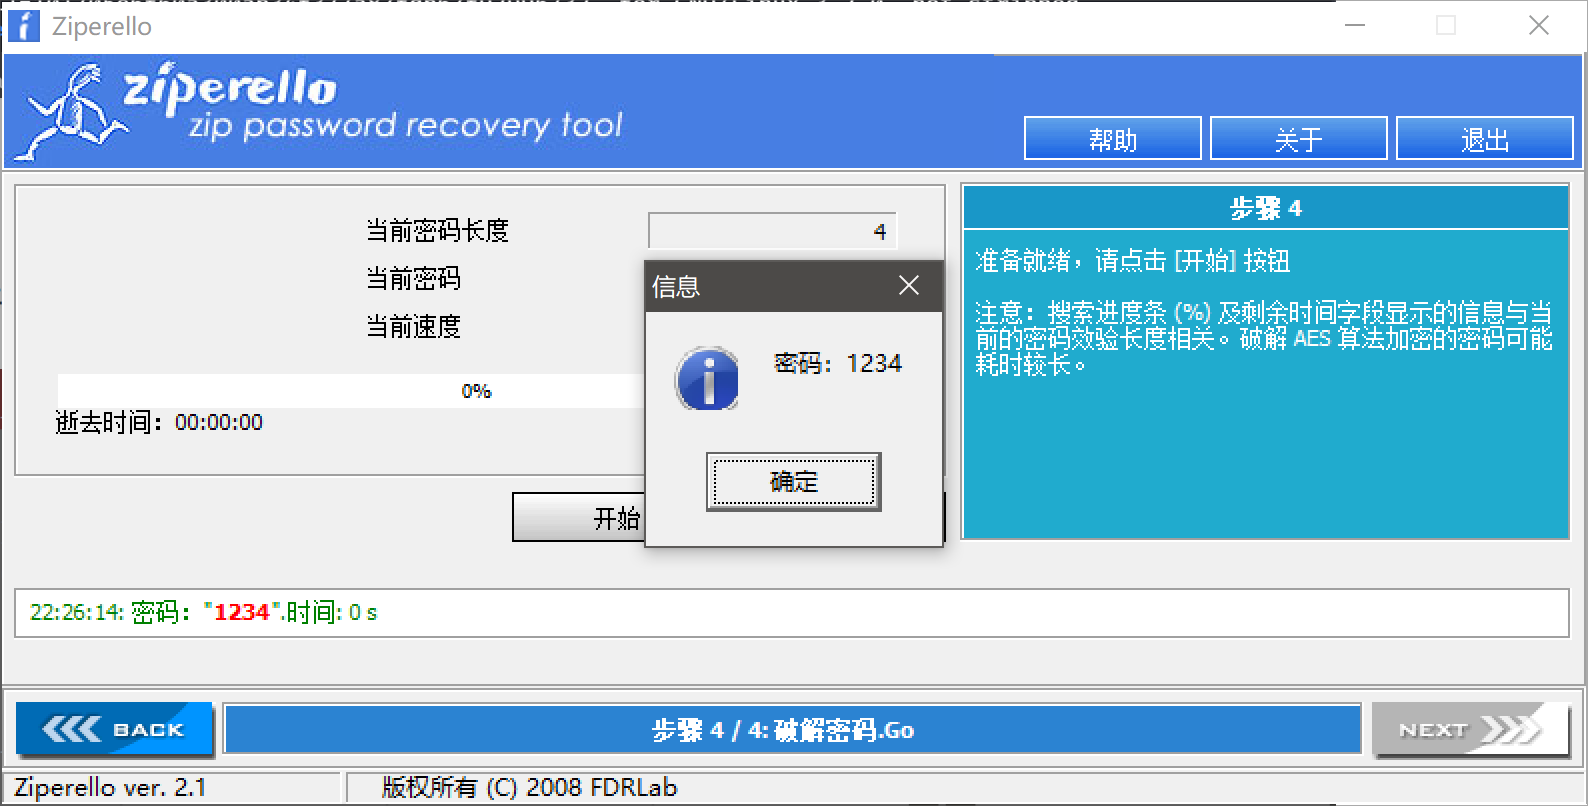 Ziperello
ziperello
zip password recovery tool
帮助
关于
退出
当前密码长度
4
当前密码
当前速度
0%
逝去时间：00:00:00
开始
信息
密码：1234
确定
步骤 4
准备就绪，请点击 [开始] 按钮
注意：搜索进度条 (%) 及剩余时间字段显示的信息与当
前的密码效验长度相关。破解 AES 算法加密的密码可能
耗时较长。
22:26:14: 密码："1234".时间: 0 s
BACK
步骤 4 / 4: 破解密码.Go
NEXT
Ziperello ver. 2.1
版权所有 (C) 2008 FDRLab